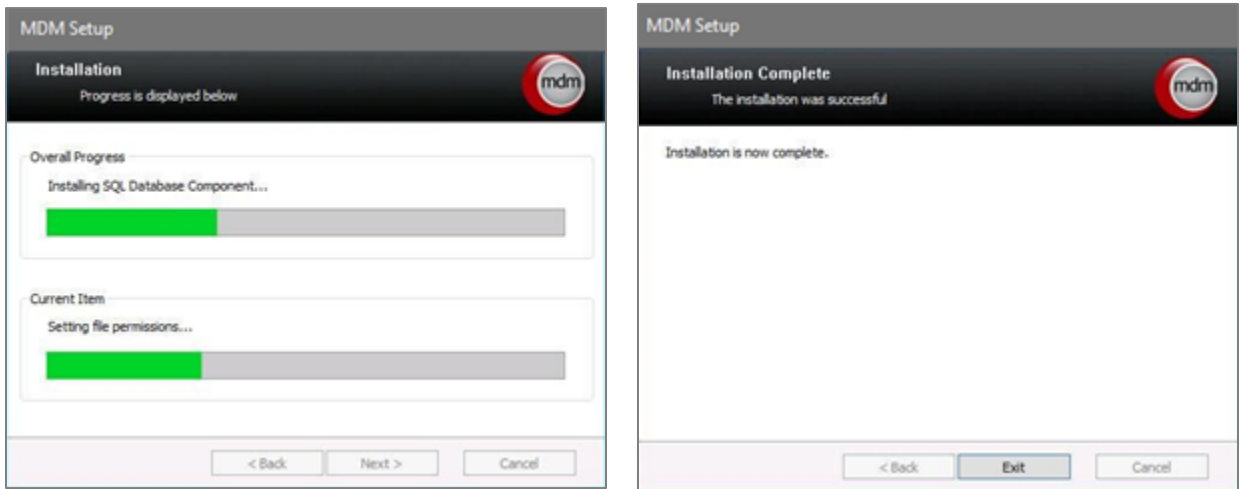 MDM Setup
Installation
Progress is displayed below
mdm
Overall Progress
Installing SQL Database Component...
Current Item
Setting file permissions...
< Back
Next >
Cancel
MDM Setup
Installation Complete
The installation was successful
mdm
Installation is now complete.
< Back
Exit
Cancel